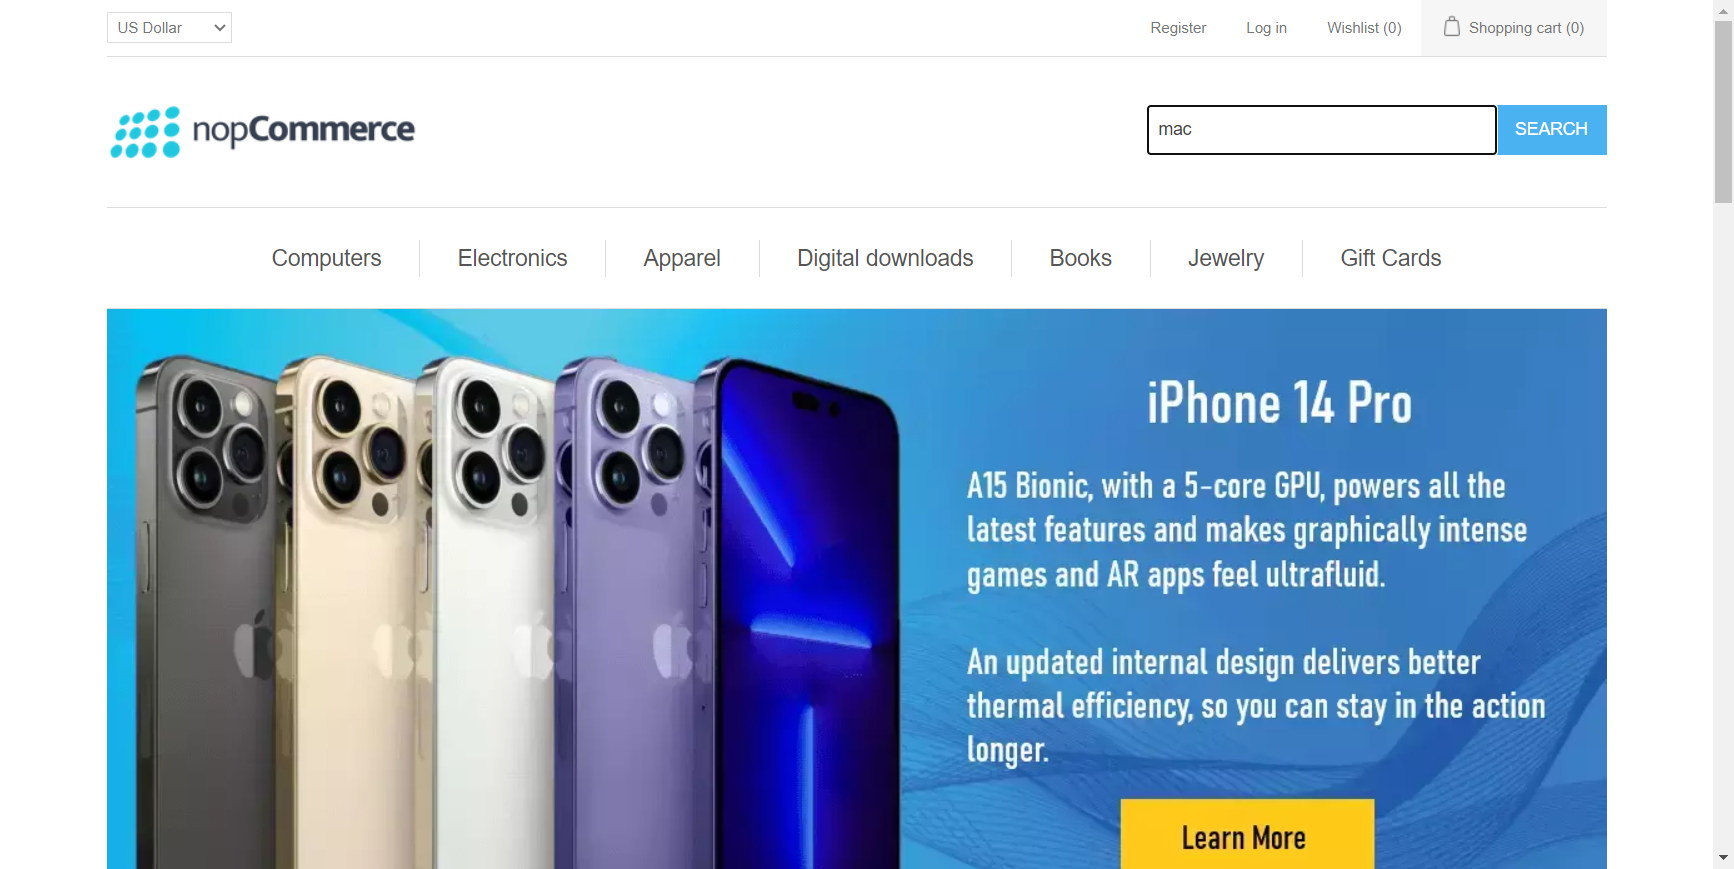 US Dollar
Register
Log in
Wishlist (0)
Shopping cart (0)
nopCommerce
mac
SEARCH
Computers
Electronics
Apparel
Digital downloads
Books
Jewelry
Gift Cards
iPhone 14 Pro
A15 Bionic, with a 5-core GPU, powers all the
latest features and makes graphically intense
games and AR apps feel ultrafluid.
An updated internal design delivers better
thermal efficiency, so you can stay in the action
longer.
Learn More